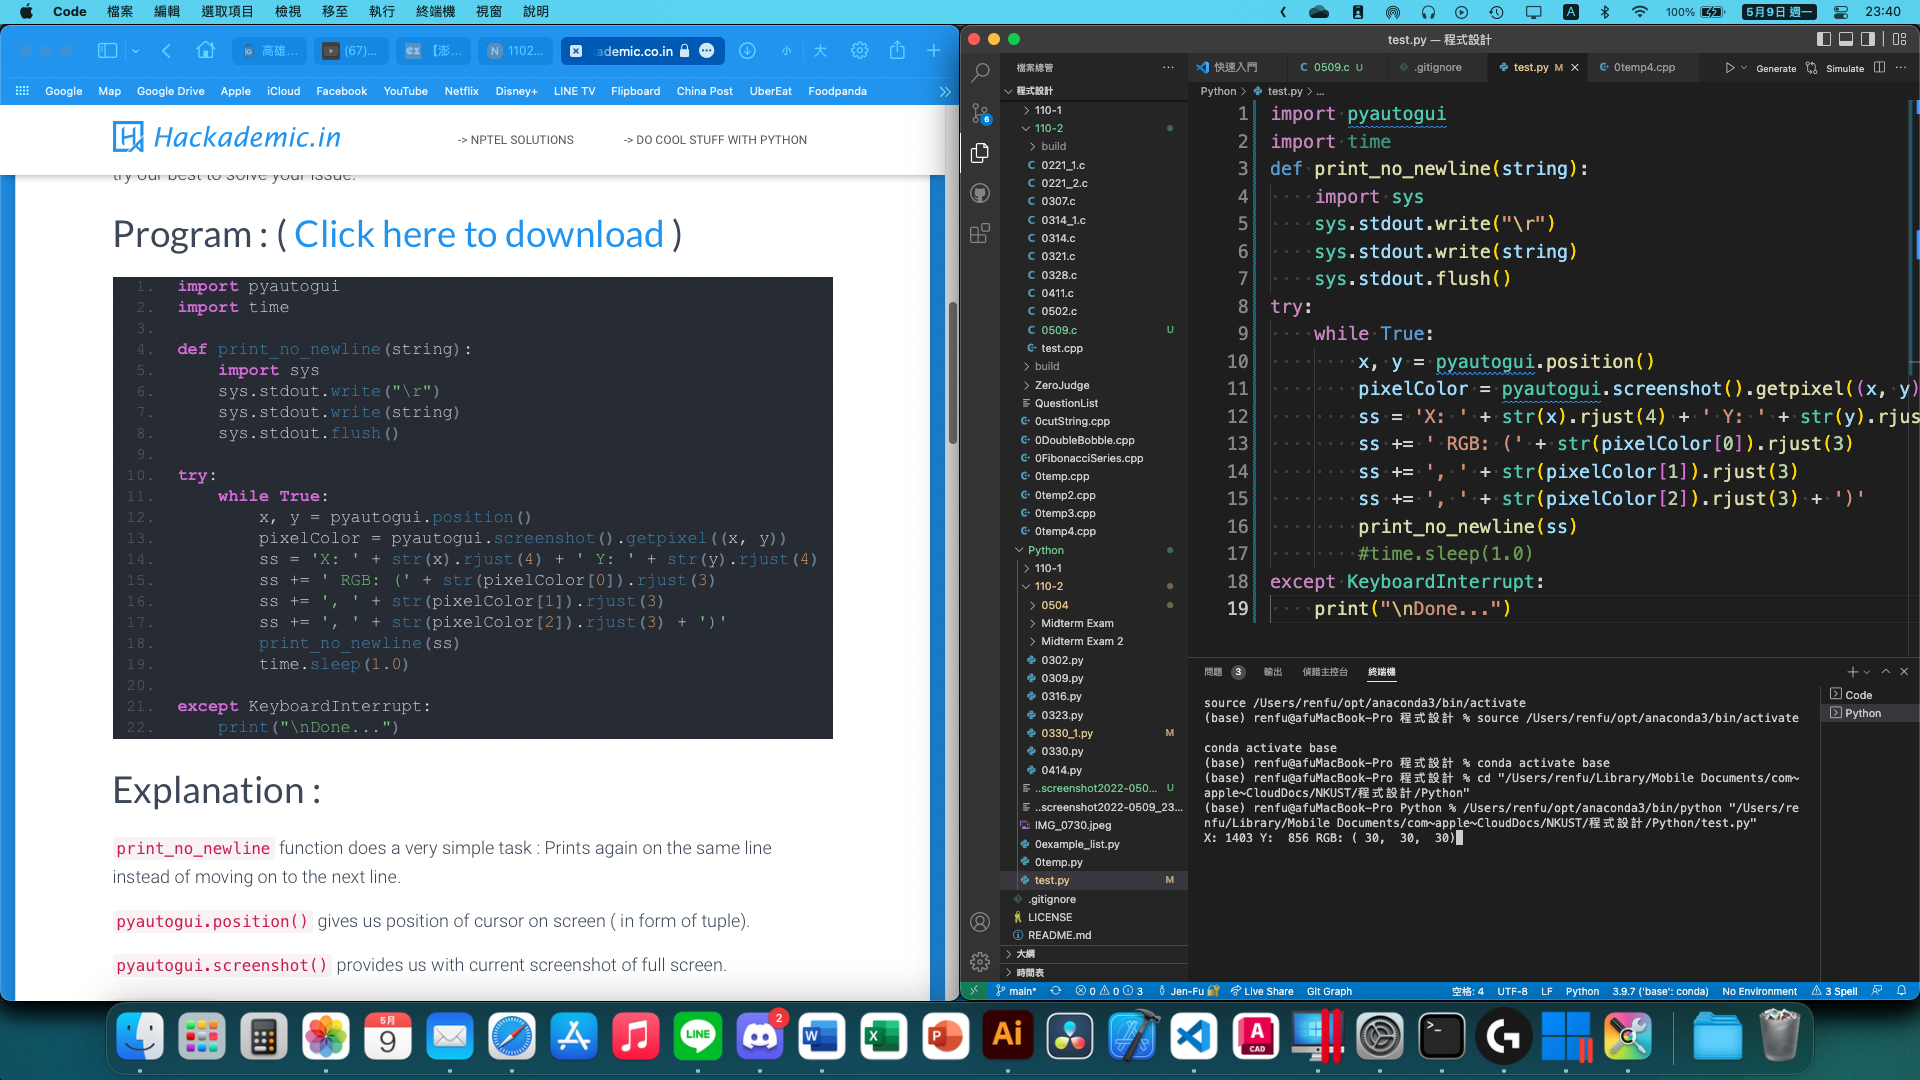 Code 檔案 編輯 選取項目 檢視 移至 執行 終端機 視窗 說明 A 100% 5月9日 週一 23:40
高雄... (67)... 【澎... N 1102... ademic.co.in 小 大
Google Map Google Drive Apple iCloud Facebook YouTube Netflix Disney+ LINE TV Flipboard China Post UberEat Foodpanda
Hackademic.in -> NPTEL SOLUTIONS -> DO COOL STUFF WITH PYTHON
try our best to solve your issue.
Program : ( Click here to download )
1. import pyautogui
2. import time
3.
4. def print_no_newline(string):
5. import sys
6. sys.stdout.write("\r")
7. sys.stdout.write(string)
8. sys.stdout.flush()
9.
10. try:
11. while True:
12. x, y = pyautogui.position()
13. pixelColor = pyautogui.screenshot().getpixel((x, y))
14. ss = 'X: ' + str(x).rjust(4) + ' Y: ' + str(y).rjust(4)
15. ss += ' RGB: (' + str(pixelColor[0]).rjust(3)
16. ss += ', ' + str(pixelColor[1]).rjust(3)
17. ss += ', ' + str(pixelColor[2]).rjust(3) + ')'
18. print_no_newline(ss)
19. time.sleep(1.0)
20.
21. except KeyboardInterrupt:
22. print("\nDone...")
Explanation :
print_no_newline function does a very simple task : Prints again on the same line
instead of moving on to the next line.
pyautogui.position() gives us position of cursor on screen ( in form of tuple).
pyautogui.screenshot() provides us with current screenshot of full screen.
test.py — 程式設計
檔案總管 ...
程式設計
110-1
110-2
build
C 0221_1.c
C 0221_2.c
C 0307.c
C 0314_1.c
C 0314.c
C 0321.c
C 0328.c
C 0411.c
C 0502.c
C 0509.c U
test.cpp
build
ZeroJudge
QuestionList
0cutString.cpp
0DoubleBobble.cpp
0FibonacciSeries.cpp
0temp.cpp
0temp2.cpp
0temp3.cpp
0temp4.cpp
Python
110-1
110-2
0504
Midterm Exam
Midterm Exam 2
0302.py
0309.py
0316.py
0323.py
0330_1.py M
0330.py
0414.py
..screenshot2022-050... U
..screenshot2022-0509_23...
IMG_0730.jpeg
0example_list.py
0temp.py
test.py M
.gitignore
LICENSE
README.md
大綱
時間表
6
快速入門 C 0509.c U .gitignore test.py M 0temp4.cpp Generate Simulate ...
Python > test.py > ...
1 import pyautogui
2 import time
3 def print_no_newline(string):
4 import sys
5 sys.stdout.write("\r")
6 sys.stdout.write(string)
7 sys.stdout.flush()
8 try:
9 while True:
10 x, y = pyautogui.position()
11 pixelColor = pyautogui.screenshot().getpixel((x, y)
12 ss = 'X: ' + str(x).rjust(4) + ' Y: ' + str(y).rjus
13 ss += ' RGB: (' + str(pixelColor[0]).rjust(3)
14 ss += ', ' + str(pixelColor[1]).rjust(3)
15 ss += ', ' + str(pixelColor[2]).rjust(3) + ')'
16 print_no_newline(ss)
17 #time.sleep(1.0)
18 except KeyboardInterrupt:
19 print("\nDone...")
問題 3 輸出 偵錯主控台 終端機
Code
Python
source /Users/renfu/opt/anaconda3/bin/activate
(base) renfu@afuMacBook-Pro 程式設計 % source /Users/renfu/opt/anaconda3/bin/activate
conda activate base
(base) renfu@afuMacBook-Pro 程式設計 % conda activate base
(base) renfu@afuMacBook-Pro 程式設計 % cd "/Users/renfu/Library/Mobile Documents/com~
apple~CloudDocs/NKUST/程式設計/Python"
(base) renfu@afuMacBook-Pro Python % /Users/renfu/opt/anaconda3/bin/python "/Users/re
nfu/Library/Mobile Documents/com~apple~CloudDocs/NKUST/程式設計/Python/test.py"
X: 1403 Y:  856 RGB: ( 30,  30,  30)
main* 0 0 3 Jen-Fu Live Share Git Graph 空格: 4 UTF-8 LF Python 3.9.7 ('base': conda) No Environment 3 Spell
5月 9 LINE 2 W X P Ai A CAD G